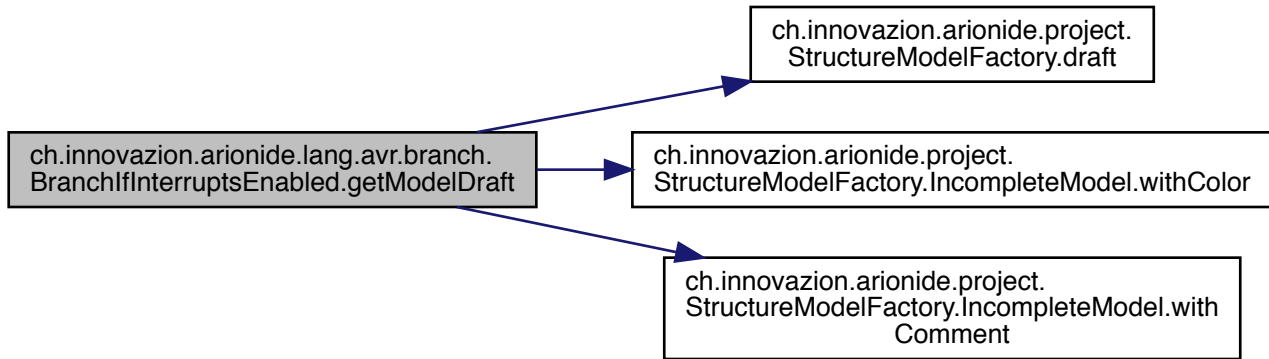 ch.innovazion.arionide.project.
StructureModelFactory.draft
ch.innovazion.arionide.lang.avr.branch.
BranchIfInterruptsEnabled.getModelDraft
ch.innovazion.arionide.project.
StructureModelFactory.IncompleteModel.withColor
ch.innovazion.arionide.project.
StructureModelFactory.IncompleteModel.with
Comment